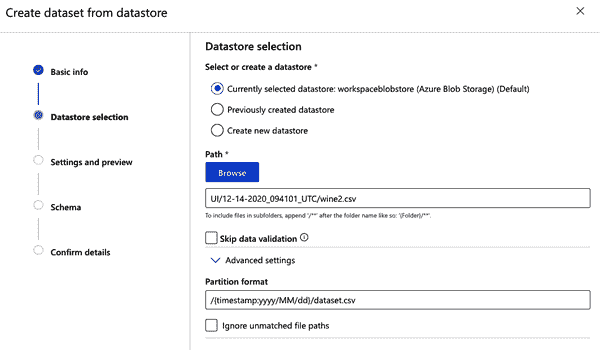 Create dataset from datastore
Basic info
Datastore selection
Settings and preview
Schema
Confirm details
Datastore selection
Select or create a datastore *
Currently selected datastore: workspaceblobstore (Azure Blob Storage) (Default)
Previously created datastore
Create new datastore
Path *
Browse
UI/12-14-2020_094101_UTC/wine2.csv
To include files in subfolders, append '/**' after the folder name like so: '{Folder}/**'.
Skip data validation
Advanced settings
Partition format
/{timestamp:yyyy/MM/dd}/dataset.csv
Ignore unmatched file paths